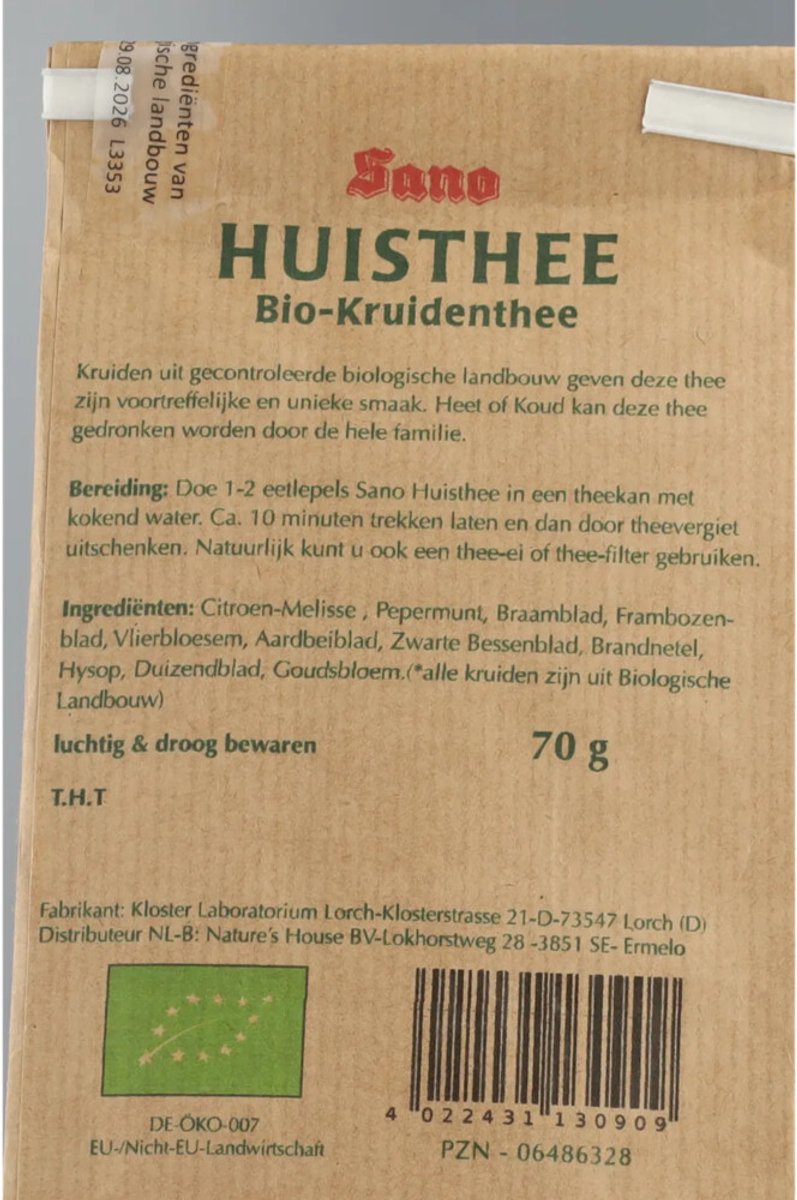 grediënten van
ische landbouw
9.08.2026 L3353
Sano
HUISTHEE
Bio-Kruidenthee
Kruiden uit gecontroleerde biologische landbouw geven deze thee
zijn voortreffelijke en unieke smaak. Heet of Koud kan deze thee
gedronken worden door de hele familie.
Bereiding: Doe 1-2 eetlepels Sano Huisthee in een theekan met
kokend water. Ca. 10 minuten trekken laten en dan door theevergiet
uitschenken. Natuurlijk kunt u ook een thee-ei of thee-filter gebruiken.
Ingrediënten: Citroen-Melisse , Pepermunt, Braamblad, Frambozen-
blad, Vlierbloesem, Aardbeiblad, Zwarte Bessenblad, Brandnetel,
Hysop, Duizendblad, Goudsbloem.(*alle kruiden zijn uit Biologische
Landbouw)
luchtig & droog bewaren 70 g
T.H.T
Fabrikant: Kloster Laboratorium Lorch-Klosterstrasse 21-D-73547 Lorch (D)
Distributeur NL-B: Nature's House BV-Lokhorstweg 28 -3851 SE- Ermelo
DE-ÖKO-007
EU-/Nicht-EU-Landwirtschaft
4 022431 130909
PZN - 06486328